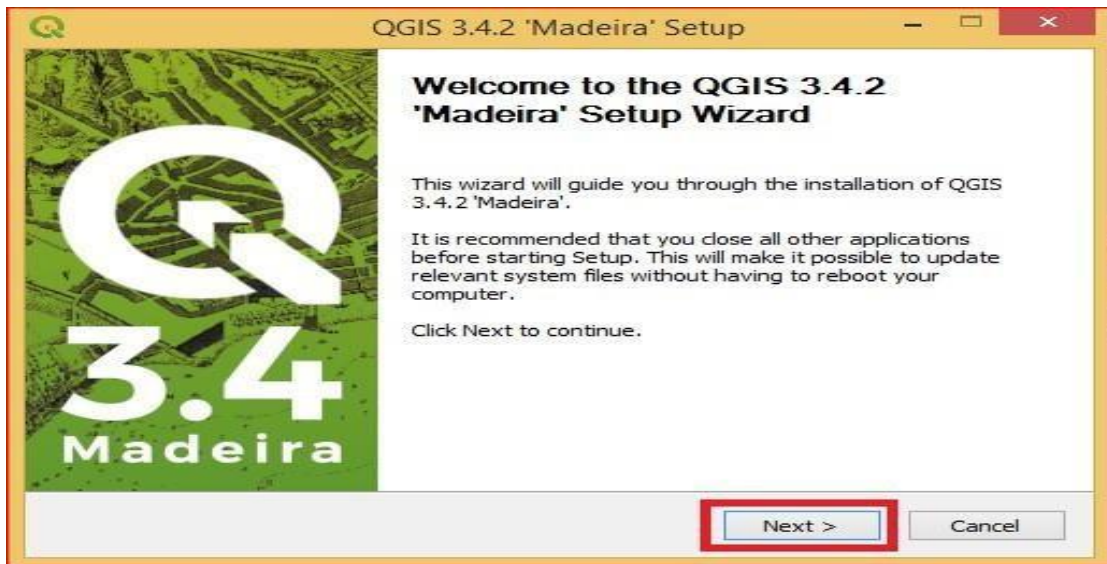 QGIS 3.4.2 'Madeira' Setup
Welcome to the QGIS 3.4.2
'Madeira' Setup Wizard
This wizard will guide you through the installation of QGIS
3.4.2 'Madeira'.
It is recommended that you close all other applications
before starting Setup. This will make it possible to update
relevant system files without having to reboot your
computer.
Click Next to continue.
3.4
Madeira
Next >
Cancel